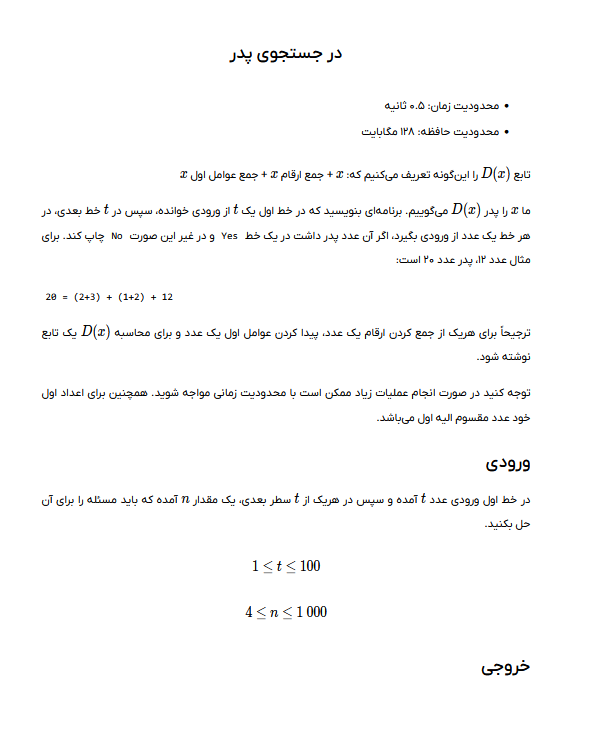 در جستجوی پدر
• محدودیت زمان: ۰.۵ ثانیه
• محدودیت حافظه: ۱۲۸ مگابایت
تابع D(x) را این‌گونه تعریف می‌کنیم که: x + جمع ارقام x + جمع عوامل اول x
ما x را پدر D(x) می‌گوییم. برنامه‌ای بنویسید که در خط اول یک t از ورودی خوانده، سپس در t خط بعدی، در
هر خط یک عدد از ورودی بگیرد، اگر آن عدد پدر داشت در یک خط Yes و در غیر این صورت No چاپ کند. برای
مثال عدد ۱۲، پدر عدد ۲۰ است:
20 = (2+3) + (1+2) + 12
ترجیحاً برای هریک از جمع کردن ارقام یک عدد، پیدا کردن عوامل اول یک عدد و برای محاسبه D(x) یک تابع
نوشته شود.
توجه کنید در صورت انجام عملیات زیاد ممکن است با محدودیت زمانی مواجه شوید. همچنین برای اعداد اول
خود عدد مقسوم الیه اول می‌باشد.
ورودی
در خط اول ورودی عدد t آمده و سپس در هریک از t سطر بعدی، یک مقدار n آمده که باید مسئله را برای آن
حل بکنید.
1 ≤ t ≤ 100
4 ≤ n ≤ 1 000
خروجی